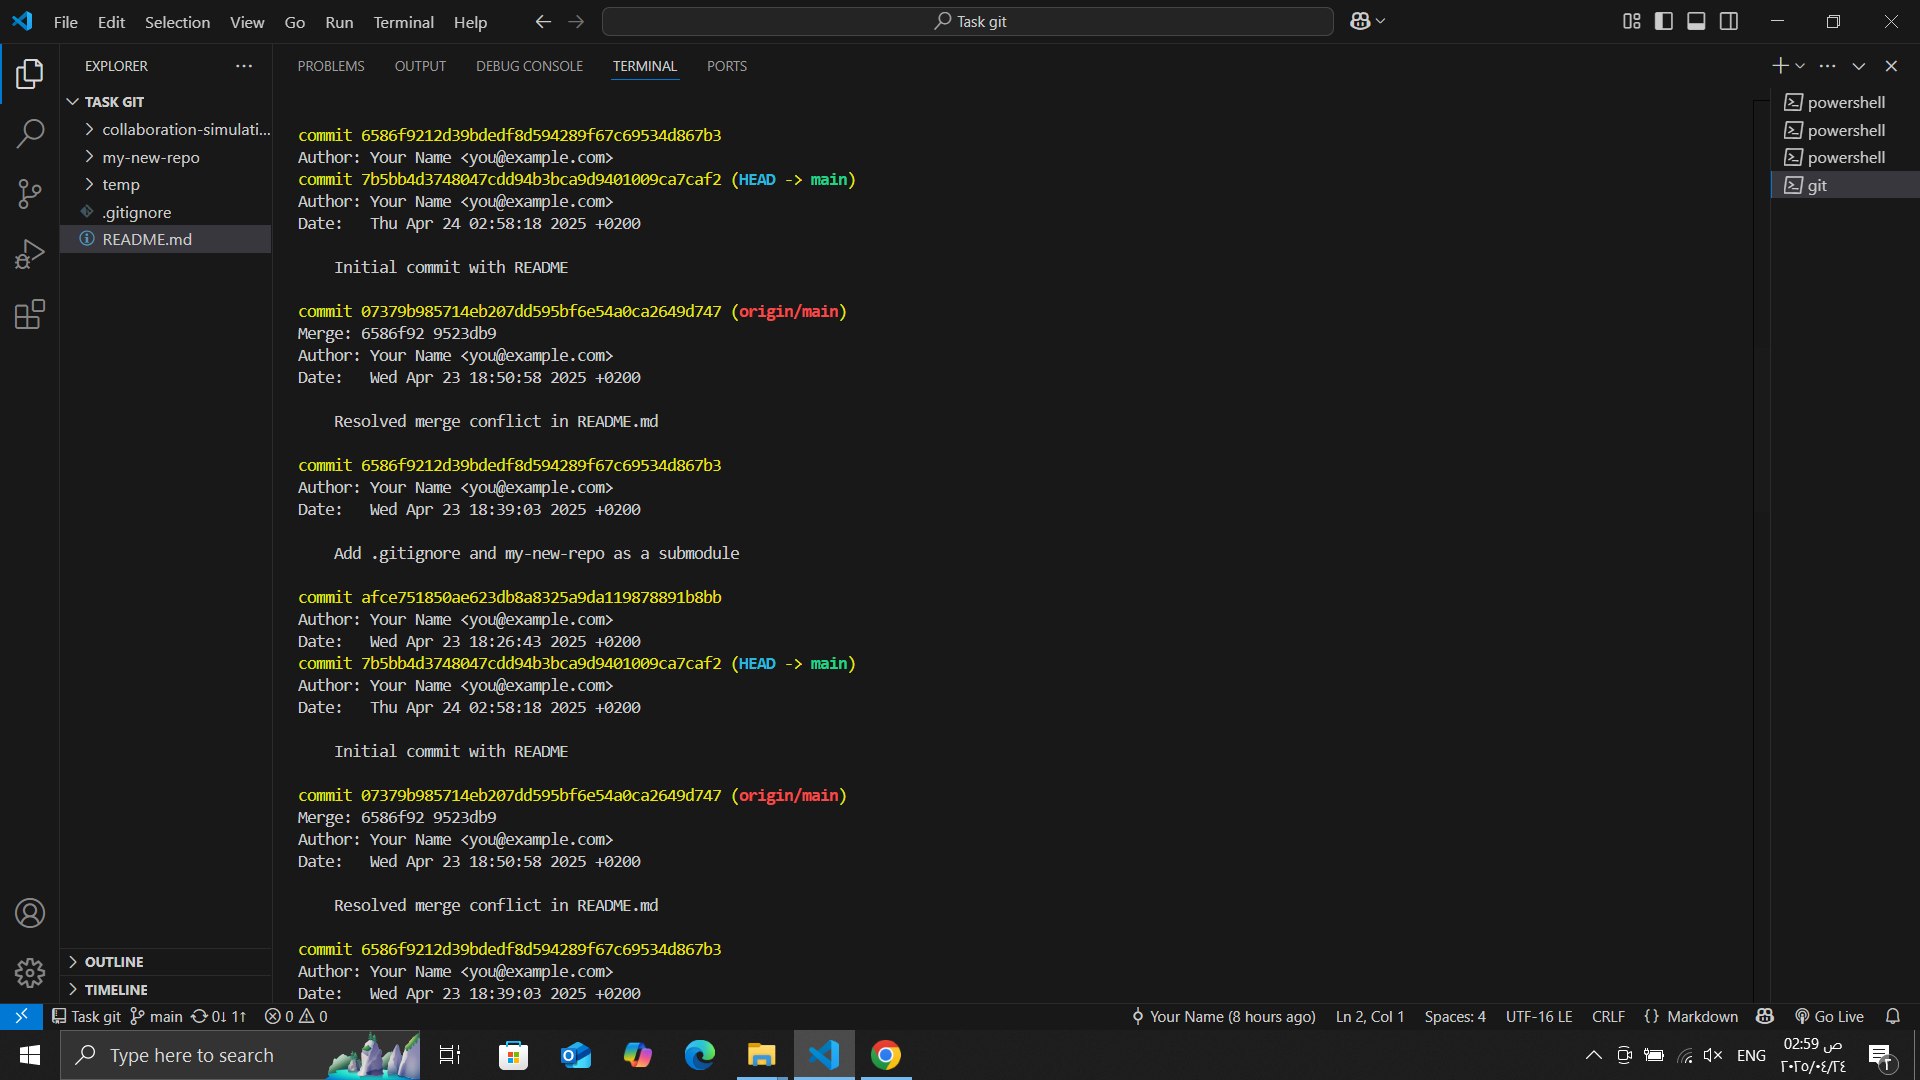 File Edit Selection View Go Run Terminal Help
Task git
EXPLORER
TASK GIT
collaboration-simulati...
my-new-repo
temp
.gitignore
README.md
OUTLINE
TIMELINE
PROBLEMS OUTPUT DEBUG CONSOLE TERMINAL PORTS
commit 6586f9212d39bdedf8d594289f67c69534d867b3
Author: Your Name <you@example.com>
commit 7b5bb4d3748047cdd94b3bca9d9401009ca7caf2 (HEAD -> main)
Author: Your Name <you@example.com>
Date:   Thu Apr 24 02:58:18 2025 +0200
Initial commit with README
commit 07379b985714eb207dd595bf6e54a0ca2649d747 (origin/main)
Merge: 6586f92 9523db9
Author: Your Name <you@example.com>
Date:   Wed Apr 23 18:50:58 2025 +0200
Resolved merge conflict in README.md
commit 6586f9212d39bdedf8d594289f67c69534d867b3
Author: Your Name <you@example.com>
Date:   Wed Apr 23 18:39:03 2025 +0200
Add .gitignore and my-new-repo as a submodule
commit afce751850ae623db8a8325a9da119878891b8bb
Author: Your Name <you@example.com>
Date:   Wed Apr 23 18:26:43 2025 +0200
commit 7b5bb4d3748047cdd94b3bca9d9401009ca7caf2 (HEAD -> main)
Author: Your Name <you@example.com>
Date:   Thu Apr 24 02:58:18 2025 +0200
Initial commit with README
commit 07379b985714eb207dd595bf6e54a0ca2649d747 (origin/main)
Merge: 6586f92 9523db9
Author: Your Name <you@example.com>
Date:   Wed Apr 23 18:50:58 2025 +0200
Resolved merge conflict in README.md
commit 6586f9212d39bdedf8d594289f67c69534d867b3
Author: Your Name <you@example.com>
Date:   Wed Apr 23 18:39:03 2025 +0200
powershell
powershell
powershell
git
Task git main 0↓ 1↑ 0 0
Your Name (8 hours ago) Ln 2, Col 1 Spaces: 4 UTF-16 LE CRLF {} Markdown Go Live
Type here to search
ENG
02:59 ص
٢٠٢٥/٠٤/٢٤
٢